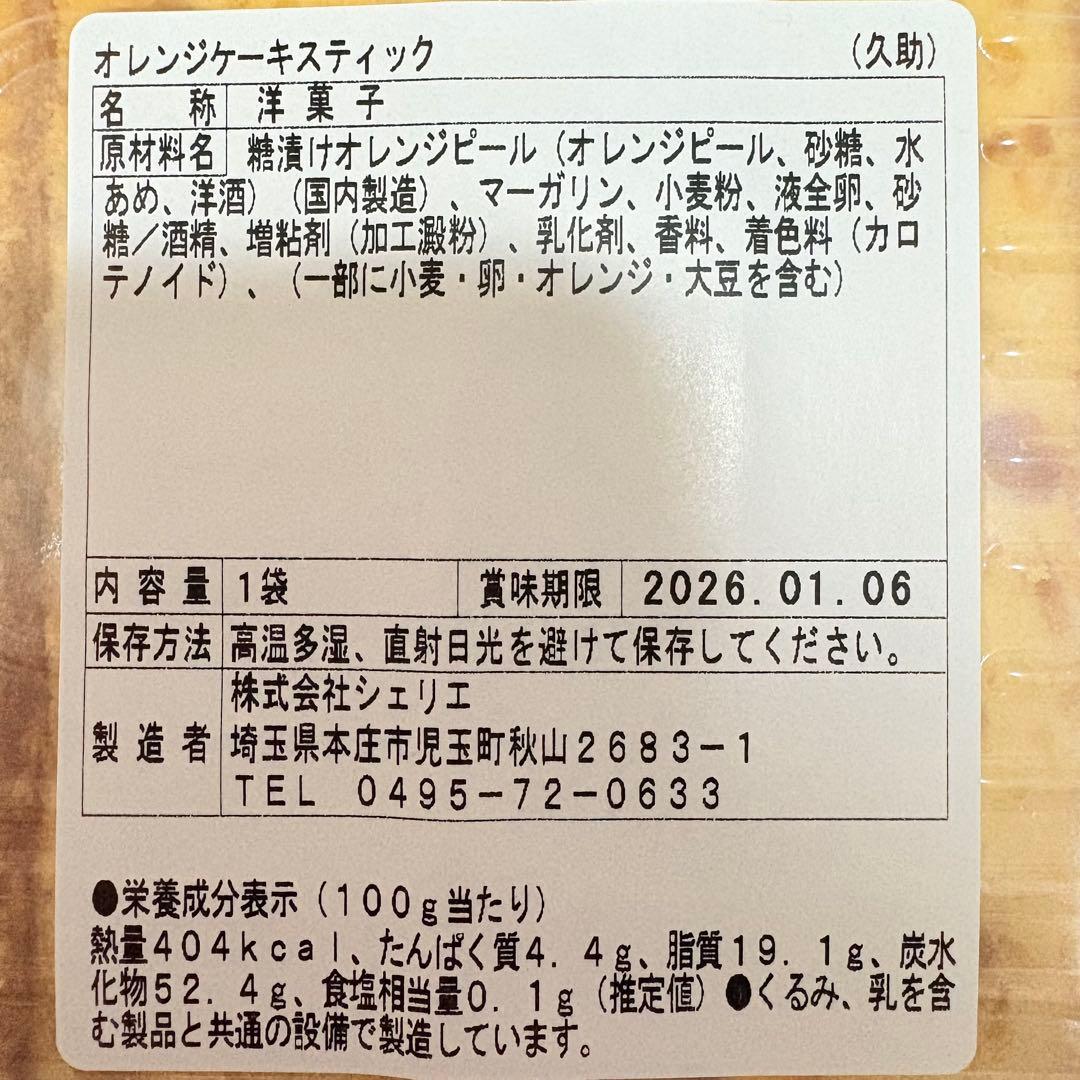 オレンジケーキスティック （久助）
名称 洋菓子
原材料名 糖漬けオレンジピール（オレンジピール、砂糖、水
あめ、洋酒）（国内製造）、マーガリン、小麦粉、液全卵、砂
糖／酒精、増粘剤（加工澱粉）、乳化剤、香料、着色料（カロ
テノイド）、（一部に小麦・卵・オレンジ・大豆を含む）
内容量 1袋 賞味期限 2026.01.06
保存方法 高温多湿、直射日光を避けて保存してください。
株式会社シェリエ
製造者 埼玉県本庄市児玉町秋山２６８３－１
ＴＥＬ ０４９５－７２－０６３３
●栄養成分表示（１００ｇ当たり）
熱量４０４ｋｃａｌ、たんぱく質４．４ｇ、脂質１９．１ｇ、炭水
化物５２．４ｇ、食塩相当量０．１ｇ（推定値）●くるみ、乳を含
む製品と共通の設備で製造しています。